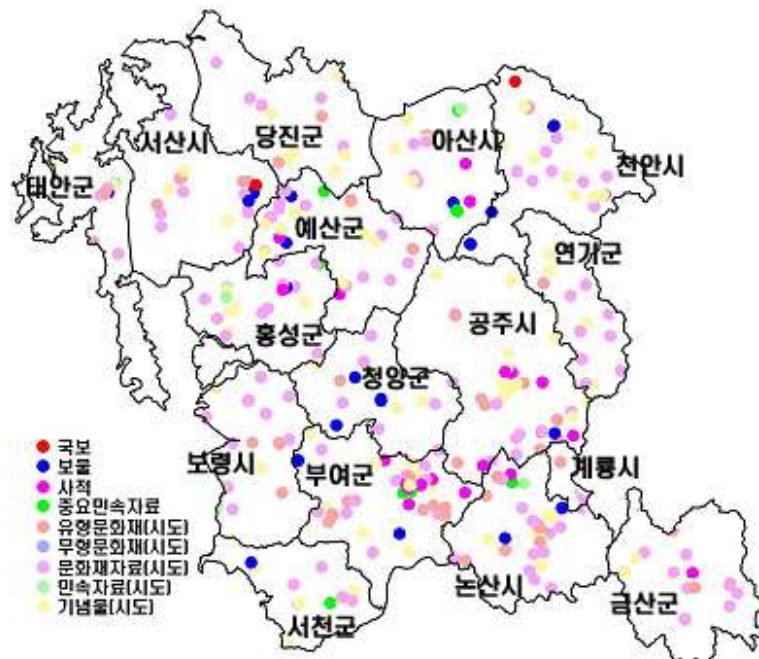 당진군
아산시
서산시
천안시
태안군
예산군
연기군
공주시
홍성군
청양군
보령시
부여군
계룡시
논산시
금산군
서천군
국보
보물
사적
중요민속자료
유형문화재(시도)
무형문화재(시도)
문화재자료(시도)
민속자료(시도)
기념물(시도)